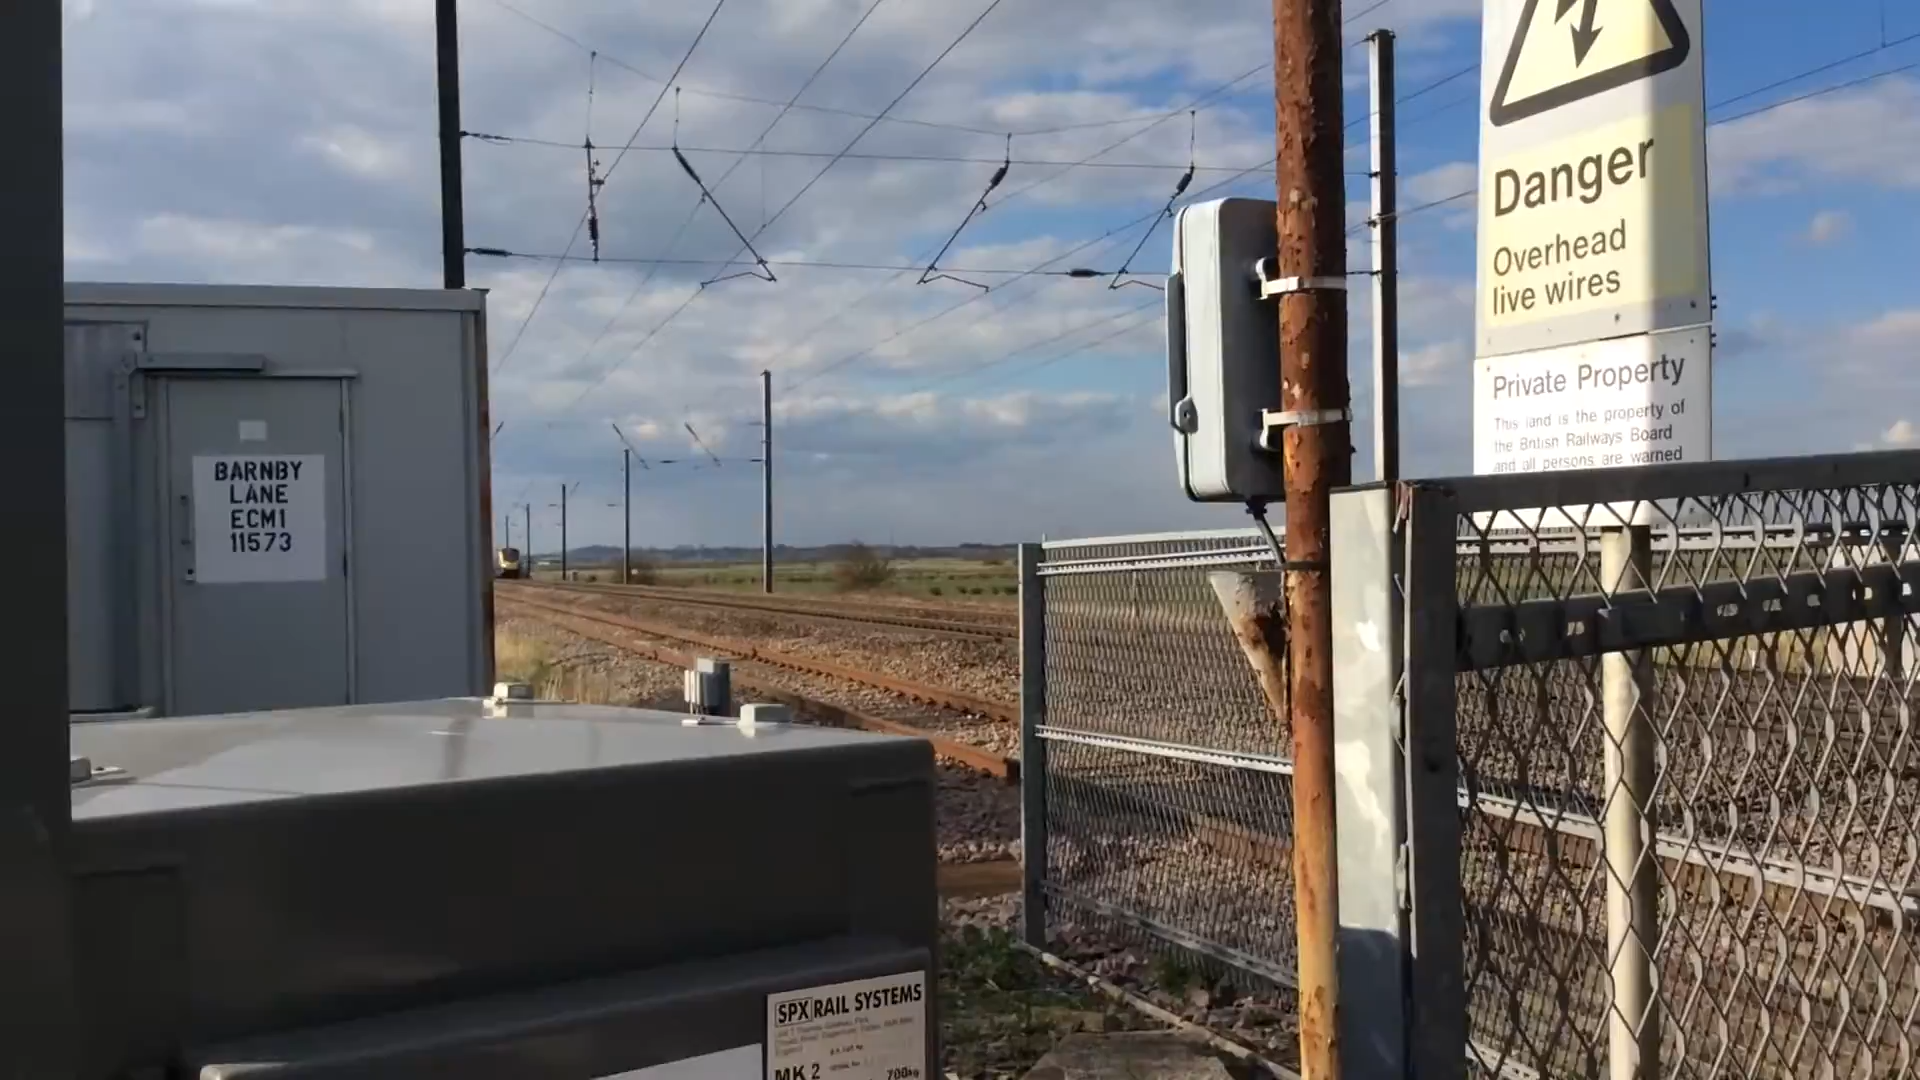 BARNBY
LANE
ECM1
11573
Danger
Overhead
live wires
Private Property
This land is the property of
the British Railways Board
and all persons are warned
SPX RAIL SYSTEMS
England
MK 2
700kg